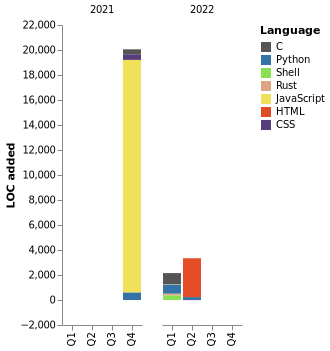 2021
2022
22,000
20,000
18,000
16,000
14,000
12,000
10,000
8,000
6,000
4,000
2,000
0
−2,000
LOC added
Q1
Q2
Q3
Q4
Q1
Q2
Q3
Q4
Language
C
Python
Shell
Rust
JavaScript
HTML
CSS